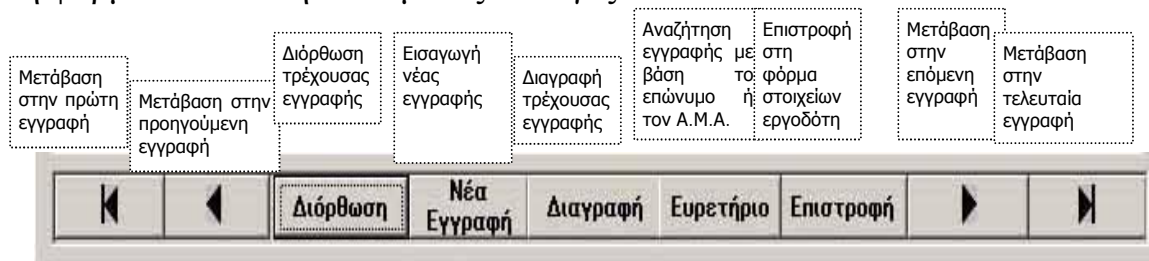 Μετάβαση
στην πρώτη
εγγραφή
Μετάβαση στην
προηγούμενη
εγγραφή
Διόρθωση
τρέχουσας
εγγραφής
Εισαγωγή
νέας
εγγραφής
Διαγραφή
τρέχουσας
εγγραφής
Αναζήτηση
εγγραφής με
βάση το
επώνυμο ή
τον Α.Μ.Α.
Επιστροφή
στη
φόρμα
στοιχείων
εργοδότη
Μετάβαση
στην
επόμενη
εγγραφή
Μετάβαση
στην
τελευταία
εγγραφή
Διόρθωση
Νέα
Εγγραφή
Διαγραφή
Ευρετήριο
Επιστροφή